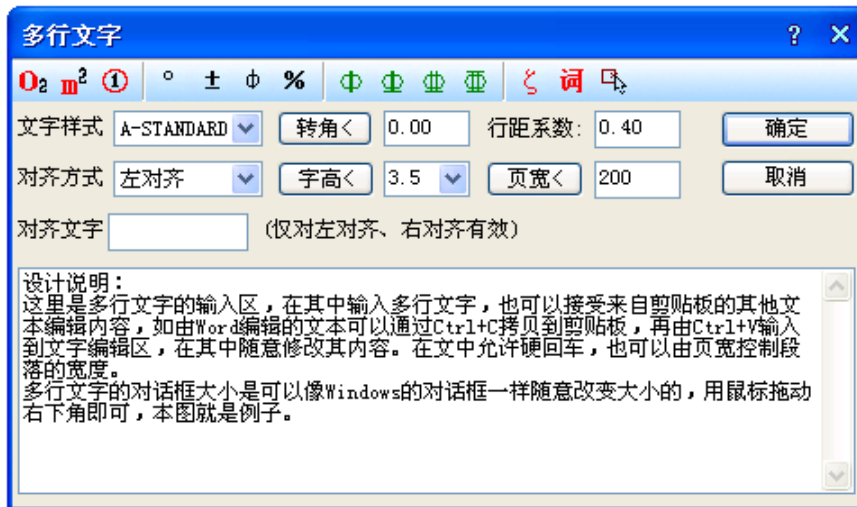 多行文字
O₂ m² ① ° ± ф % ζ 词
文字样式 A-STANDARD 转角< 0.00 行距系数: 0.40 确定
对齐方式 左对齐 字高< 3.5 页宽< 200 取消
对齐文字 (仅对左对齐、右对齐有效)
设计说明：
这里是多行文字的输入区，在其中输入多行文字，也可以接受来自剪贴板的其他文
本编辑内容，如由Word编辑的文本可以通过Ctrl+C拷贝到剪贴板，再由Ctrl+V输入
到文字编辑区，在其中随意修改其内容。在文中允许硬回车，也可以由页宽控制段
落的宽度。
多行文字的对话框大小是可以像Windows的对话框一样随意改变大小的，用鼠标拖动
右下角即可，本图就是例子。